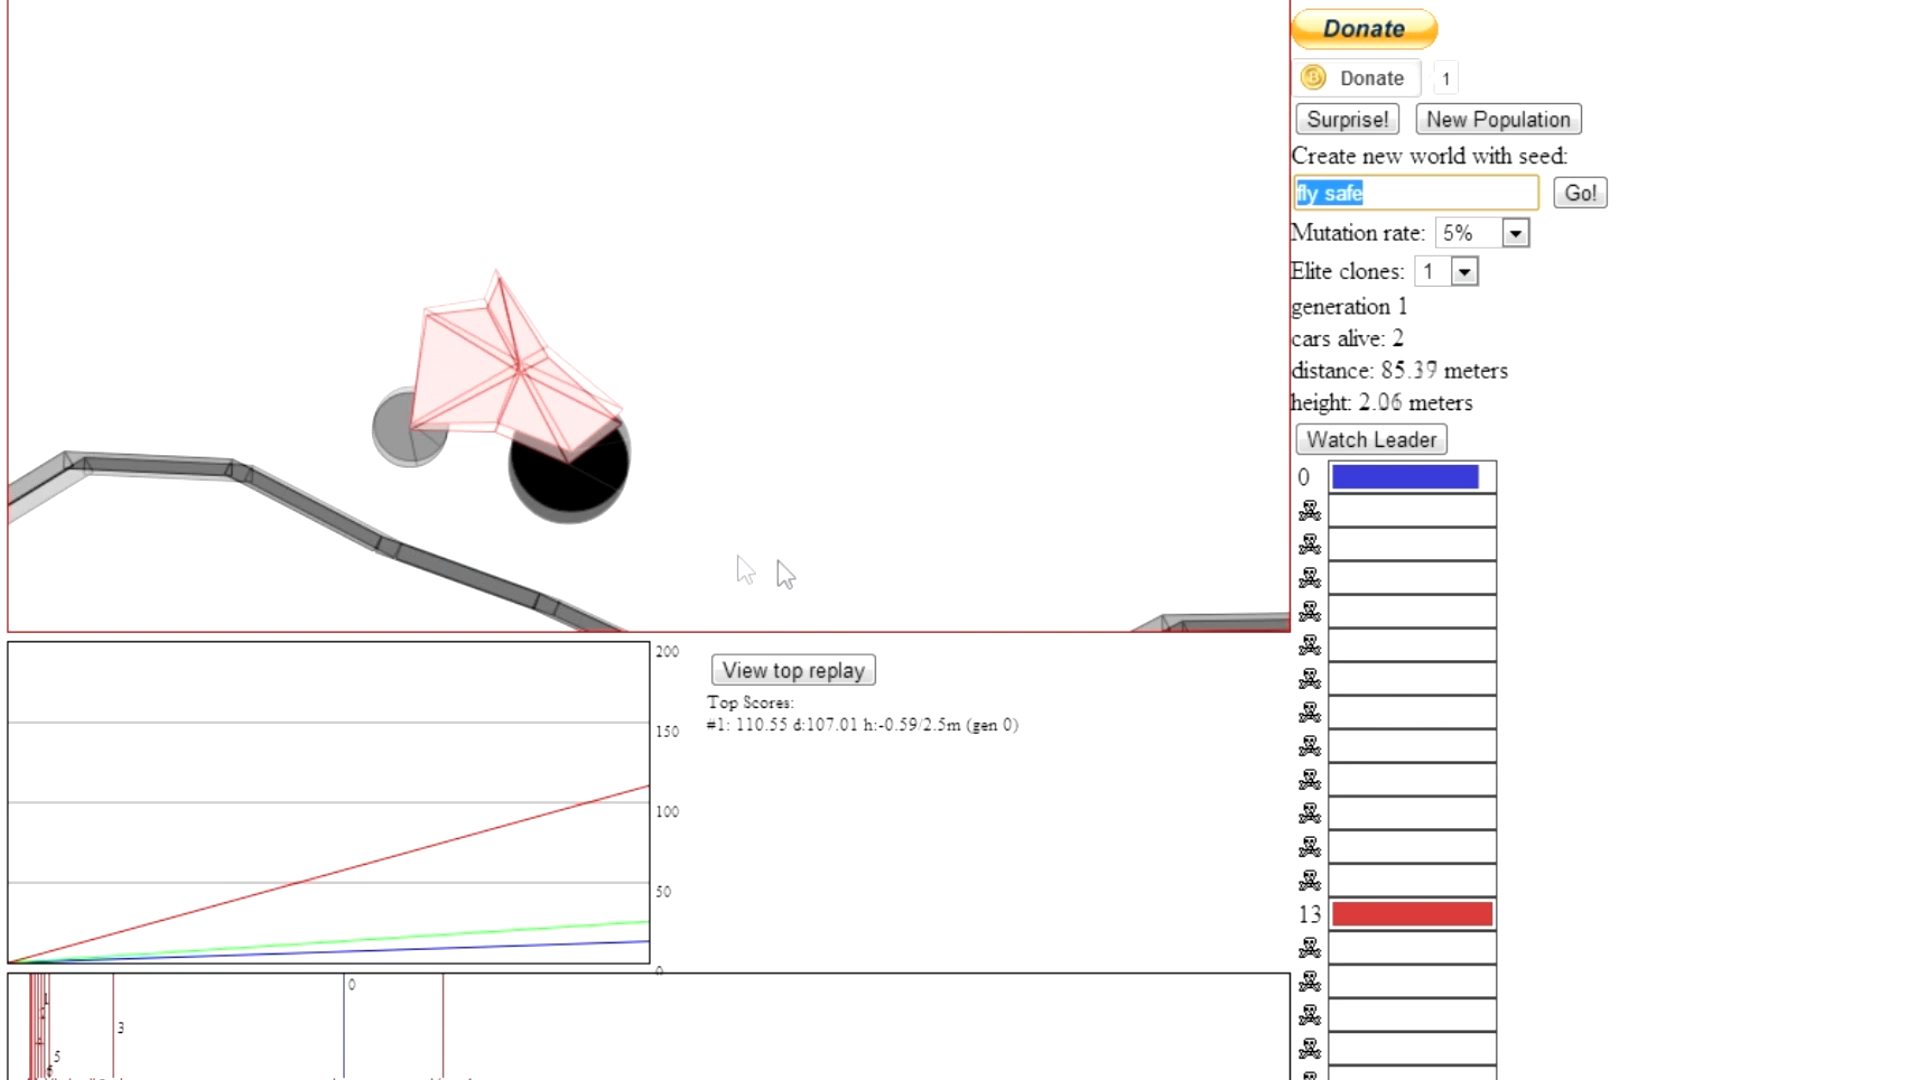 Donate
Donate 1
Surprise! New Population
Create new world with seed:
fly safe Go!
Mutation rate: 5%
Elite clones: 1
generation 1
cars alive: 2
distance: 85.39 meters
height: 2.06 meters
Watch Leader
0
13
200
150
100
50
0
View top replay
Top Scores:
#1: 110.55 d:107.01 h:-0.59/2.5m (gen 0)
0
3
5